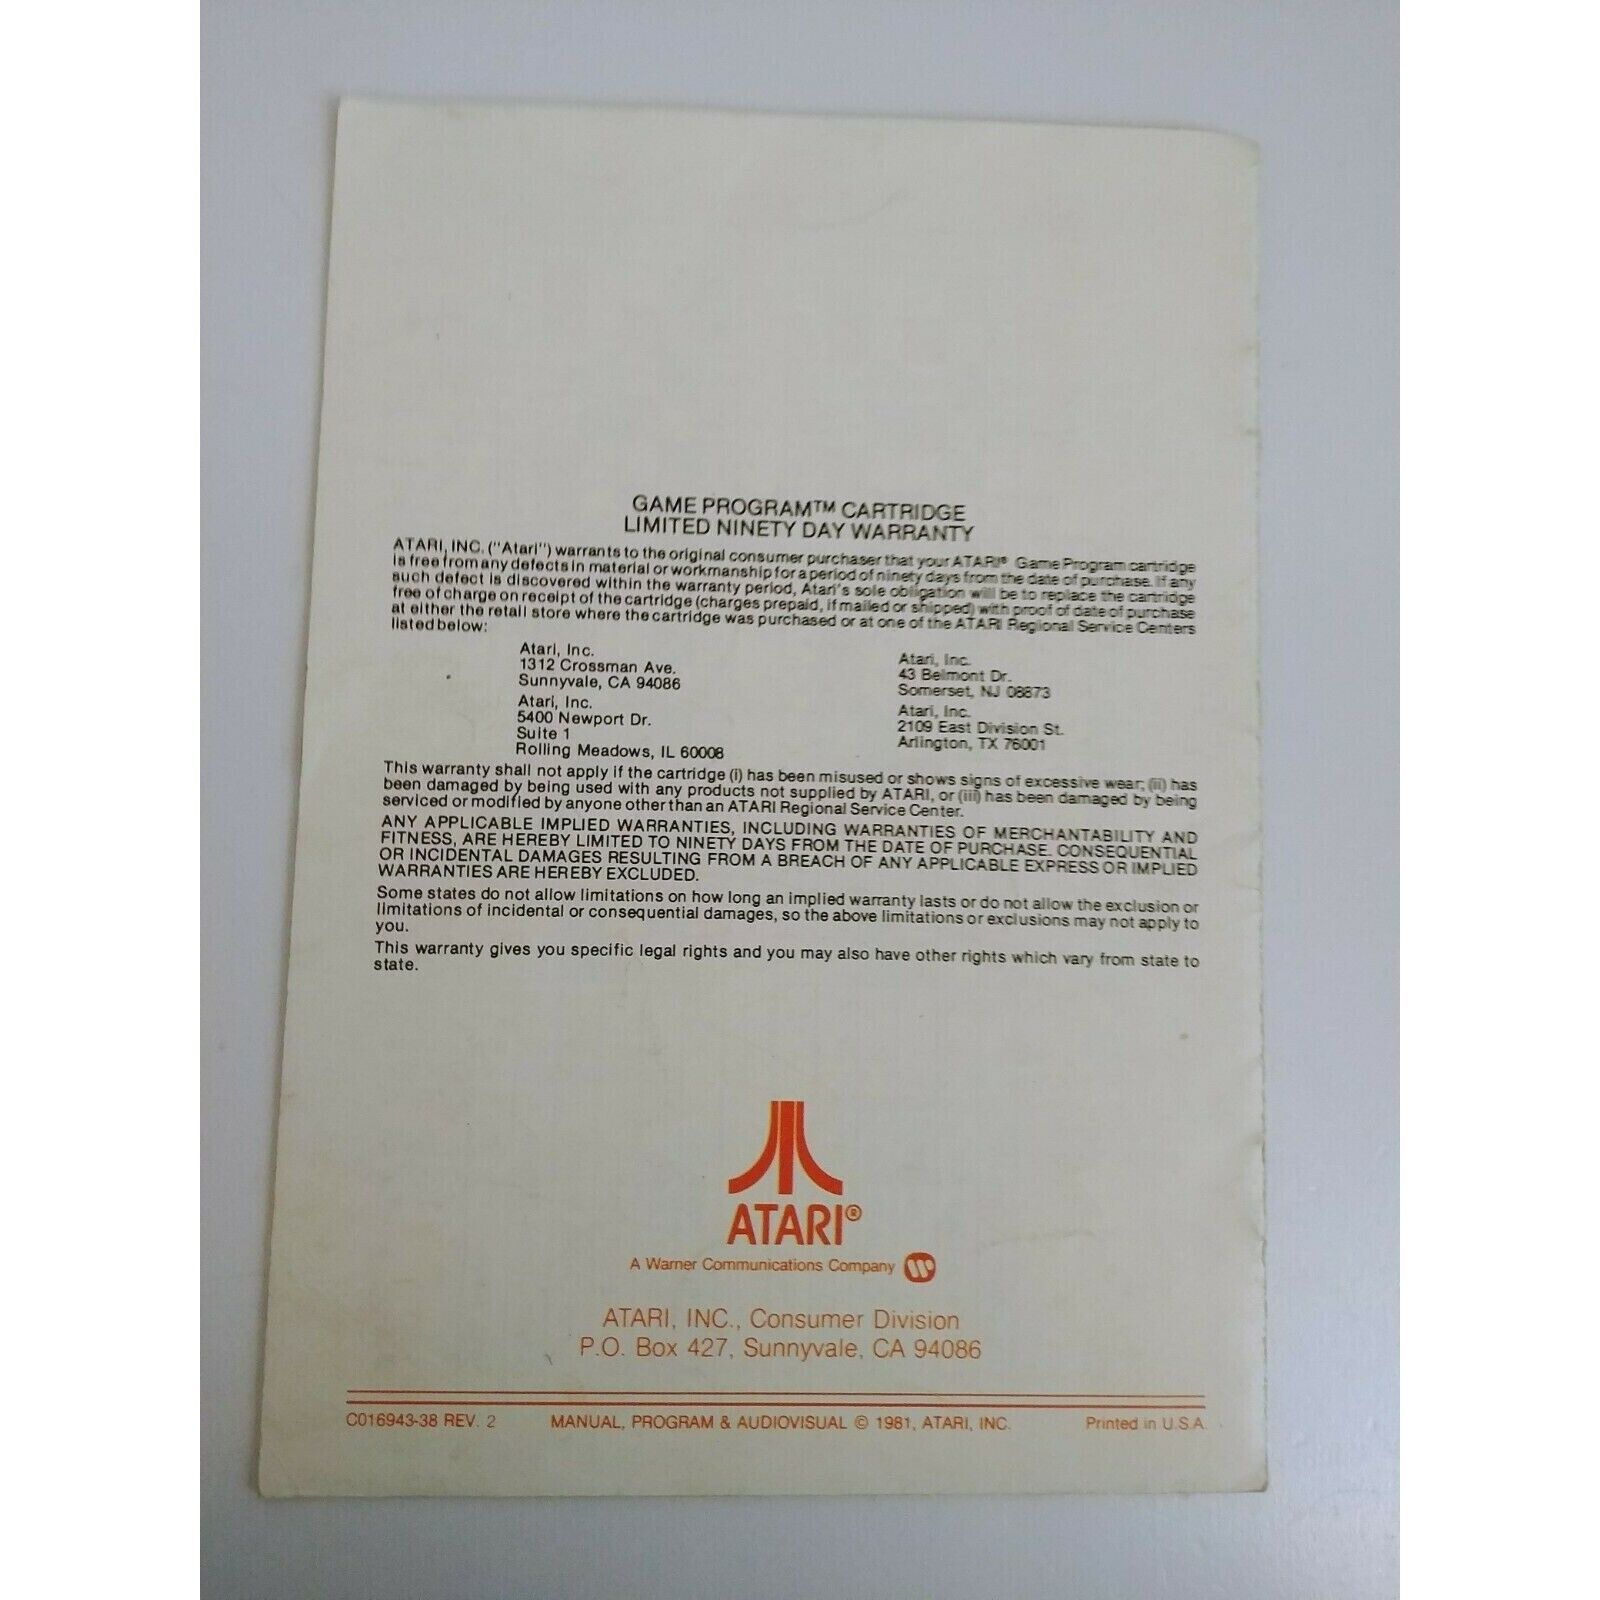 GAME PROGRAM™ CARTRIDGE
LIMITED NINETY DAY WARRANTY
ATARI, INC. ("Atari") warrants to the original consumer purchaser that your ATARI® Game Program cartridge
is free from any defects in material or workmanship for a period of ninety days from the date of purchase. If any
such defect is discovered within the warranty period, Atari's sole obligation will be to replace the cartridge
free of charge on receipt of the cartridge (charges prepaid, if mailed or shipped) with proof of date of purchase
at either the retail store where the cartridge was purchased or at one of the ATARI Regional Service Centers
listed below:
Atari, Inc.
1312 Crossman Ave.
Sunnyvale, CA 94086
Atari, Inc.
5400 Newport Dr.
Suite 1
Rolling Meadows, IL 60008
Atari, Inc.
43 Belmont Dr.
Somerset, NJ 08873
Atari, Inc.
2109 East Division St.
Arlington, TX 76001
This warranty shall not apply if the cartridge (i) has been misused or shows signs of excessive wear; (ii) has
been damaged by being used with any products not supplied by ATARI, or (iii) has been damaged by being
serviced or modified by anyone other than an ATARI Regional Service Center.
ANY APPLICABLE IMPLIED WARRANTIES, INCLUDING WARRANTIES OF MERCHANTABILITY AND
FITNESS, ARE HEREBY LIMITED TO NINETY DAYS FROM THE DATE OF PURCHASE. CONSEQUENTIAL
OR INCIDENTAL DAMAGES RESULTING FROM A BREACH OF ANY APPLICABLE EXPRESS OR IMPLIED
WARRANTIES ARE HEREBY EXCLUDED.
Some states do not allow limitations on how long an implied warranty lasts or do not allow the exclusion or
limitations of incidental or consequential damages, so the above limitations or exclusions may not apply to
you.
This warranty gives you specific legal rights and you may also have other rights which vary from state to
state.
ATARI®
A Warner Communications Company
ATARI, INC., Consumer Division
P.O. Box 427, Sunnyvale, CA 94086
C016943-38 REV. 2 MANUAL, PROGRAM & AUDIOVISUAL © 1981, ATARI, INC. Printed in U.S.A.